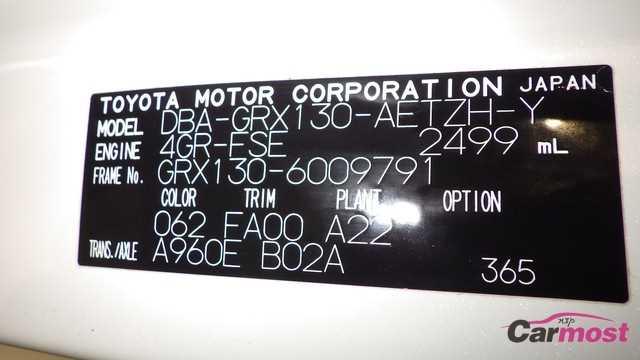 TOYOTA MOTOR CORPORATION JAPAN
MODEL DBA-GRX130-AETZH-Y
ENGINE 4GR-FSE 2499 mL
FRAME No. GRX130-6009791
COLOR TRIM PLANT OPTION
062 FA00 A22
TRANS./AXLE A960E B02A
365
Carmost